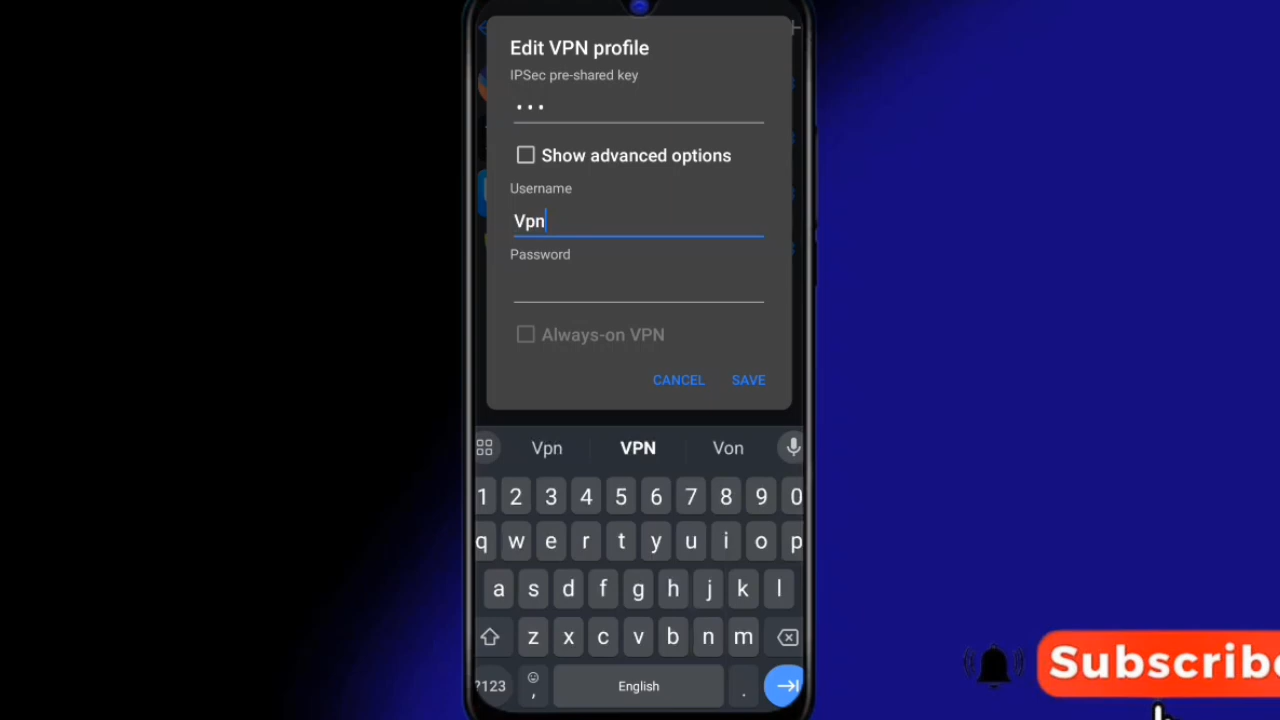 Edit VPN profile
IPSec pre-shared key
•••
Show advanced options
Username
Vpn
Password
Always-on VPN
CANCEL SAVE
Vpn VPN Von
1 2 3 4 5 6 7 8 9 0
q w e r t y u i o p
a s d f g h j k l
z x c v b n m
?123 , English .
Subscribe